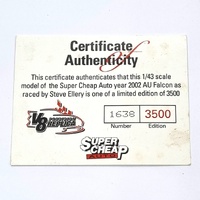 Certificate
of
Authenticity
This certificate authenticates that this 1/43 scale
model of the Super Cheap Auto year 2002 AU Falcon as
raced by Steve Ellery is one of a limited edition of 3500
V8
REPLICA
1638 3500
Number Edition
SUPER
CHEAP
AUTO